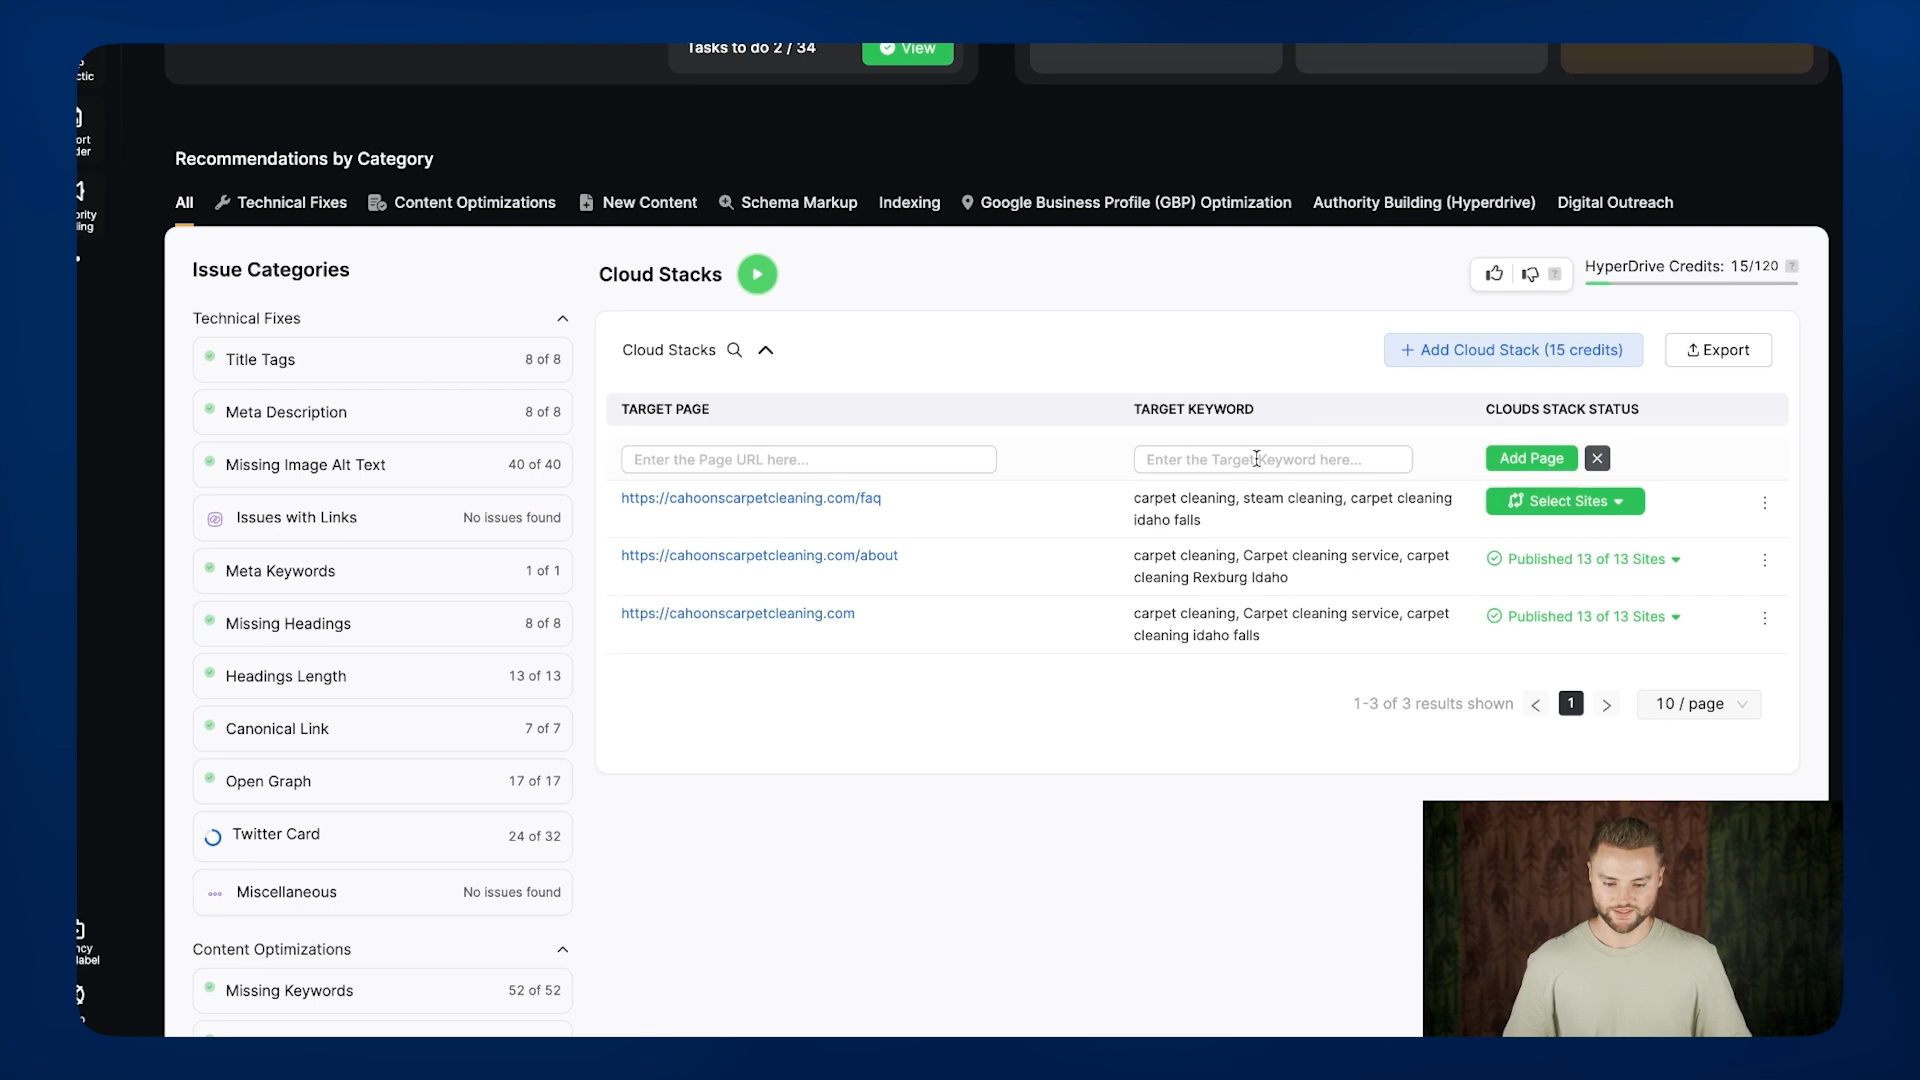 Tasks to do 2 / 34
View
ctic
ort
der
ority
ling
Recommendations by Category
All
Technical Fixes
Content Optimizations
New Content
Schema Markup
Indexing
Google Business Profile (GBP) Optimization
Authority Building (Hyperdrive)
Digital Outreach
Issue Categories
Technical Fixes
Title Tags 8 of 8
Meta Description 8 of 8
Missing Image Alt Text 40 of 40
Issues with Links No issues found
Meta Keywords 1 of 1
Missing Headings 8 of 8
Headings Length 13 of 13
Canonical Link 7 of 7
Open Graph 17 of 17
Twitter Card 24 of 32
Miscellaneous No issues found
Content Optimizations
Missing Keywords 52 of 52
ncy
label
Cloud Stacks
HyperDrive Credits: 15/120 ?
Cloud Stacks
+ Add Cloud Stack (15 credits)
Export
TARGET PAGE TARGET KEYWORD CLOUDS STACK STATUS
Enter the Page URL here... Enter the Target Keyword here... Add Page
https://cahoonscarpetcleaning.com/faq carpet cleaning, steam cleaning, carpet cleaning Select Sites
idaho falls
https://cahoonscarpetcleaning.com/about carpet cleaning, Carpet cleaning service, carpet Published 13 of 13 Sites
cleaning Rexburg Idaho
https://cahoonscarpetcleaning.com carpet cleaning, Carpet cleaning service, carpet Published 13 of 13 Sites
cleaning idaho falls
1-3 of 3 results shown < 1 > 10 / page